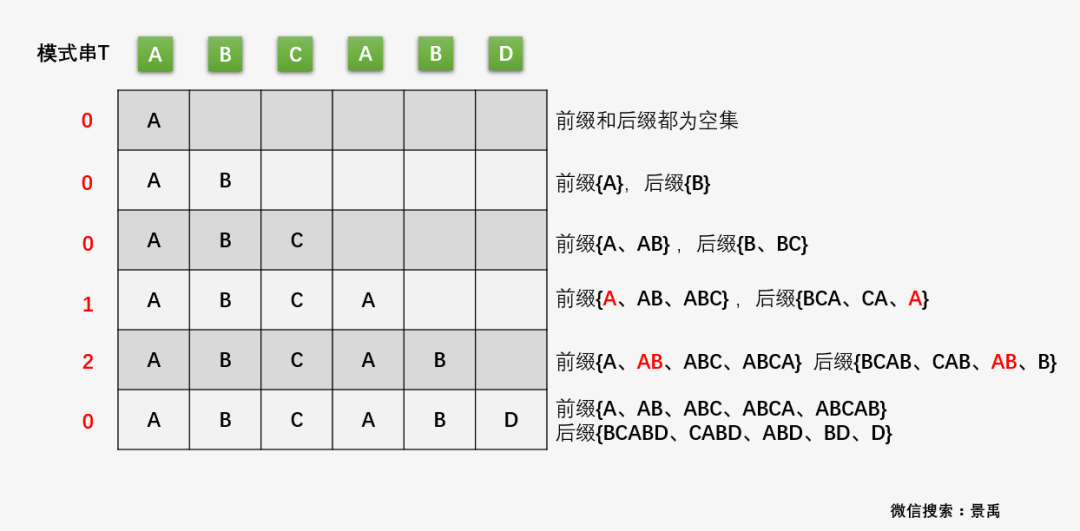 模式串T A B C A B D
0 A 前缀和后缀都为空集
0 A B 前缀{A}, 后缀{B}
0 A B C 前缀{A、AB} , 后缀{B、BC}
1 A B C A 前缀{A、AB、ABC} , 后缀{BCA、CA、A}
2 A B C A B 前缀{A、AB、ABC、ABCA} 后缀{BCAB、CAB、AB、B}
0 A B C A B D 前缀{A、AB、ABC、ABCA、ABCAB}
后缀{BCABD、CABD、ABD、BD、D}
微信搜索：景禹